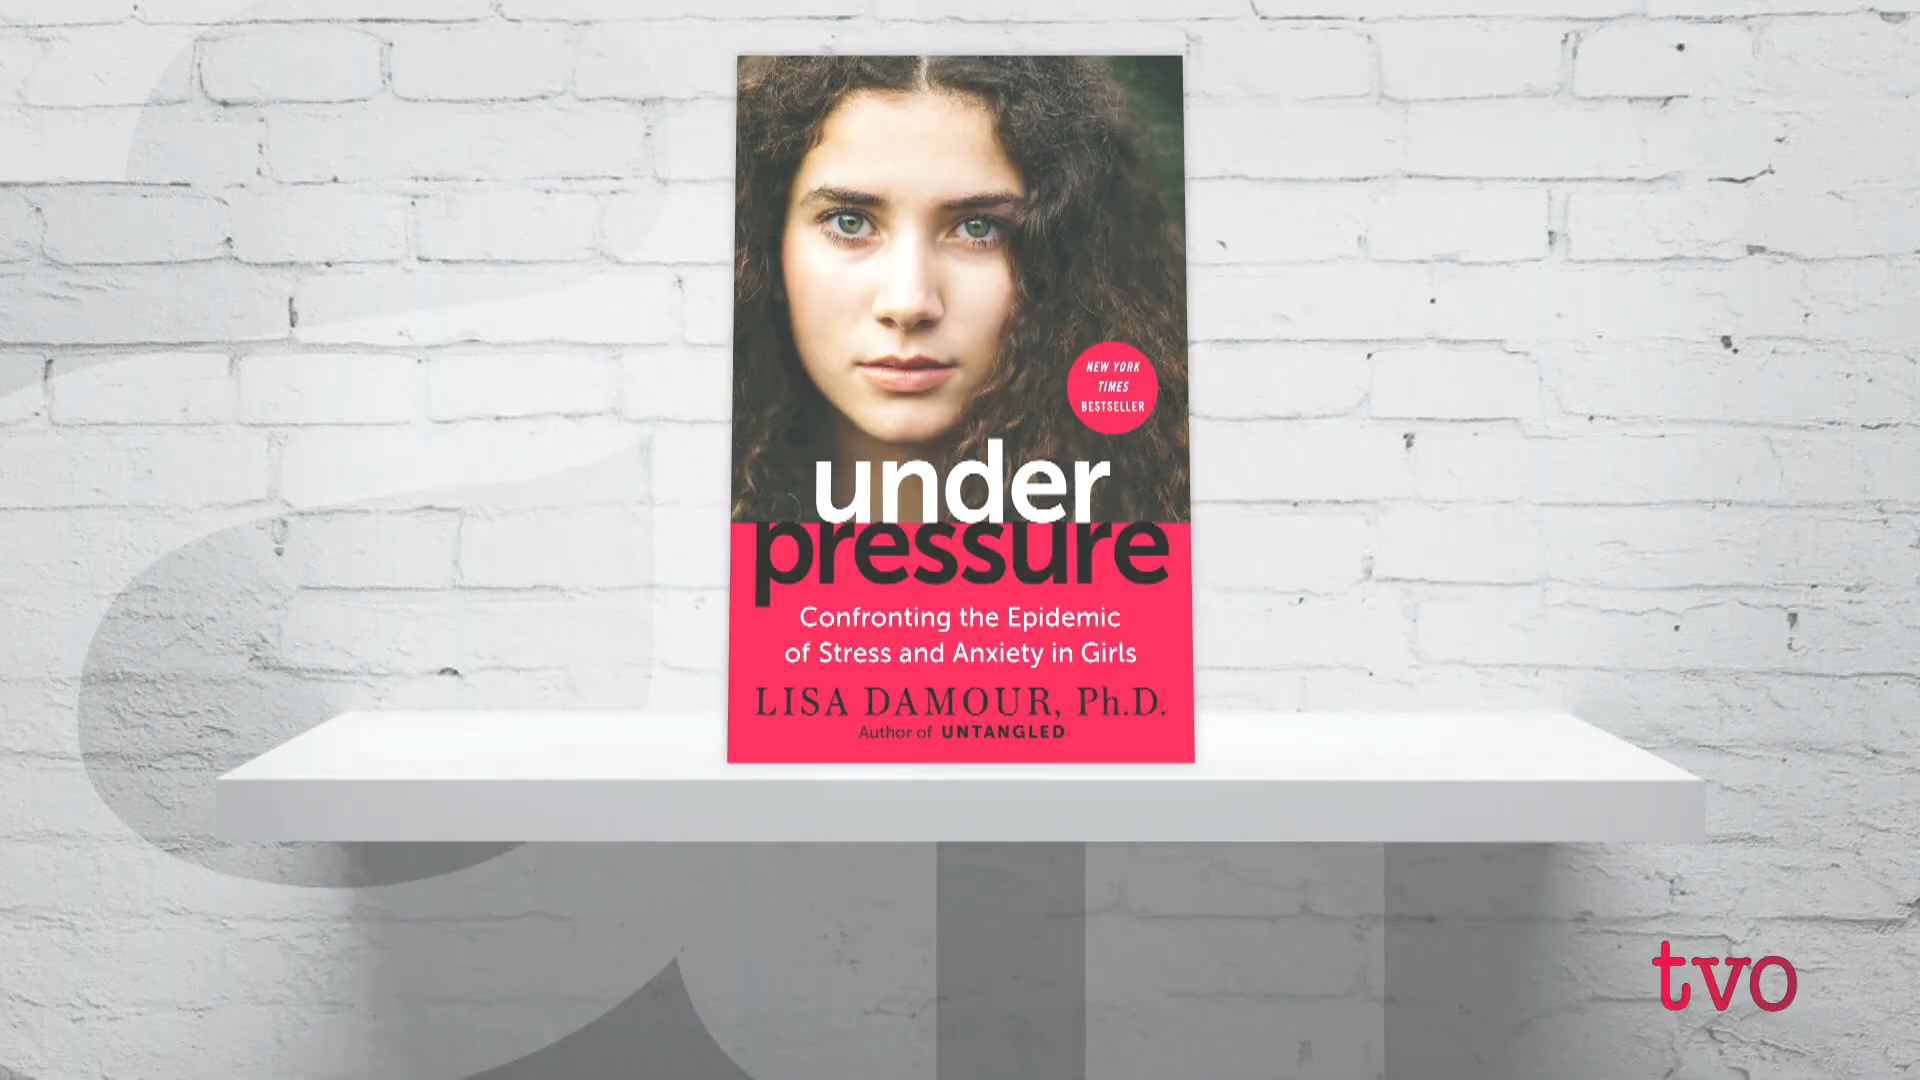 NEW YORK
TIMES
BESTSELLER
under
pressure
Confronting the Epidemic
of Stress and Anxiety in Girls
LISA DAMOUR, Ph.D.
Author of UNTANGLED
tvo